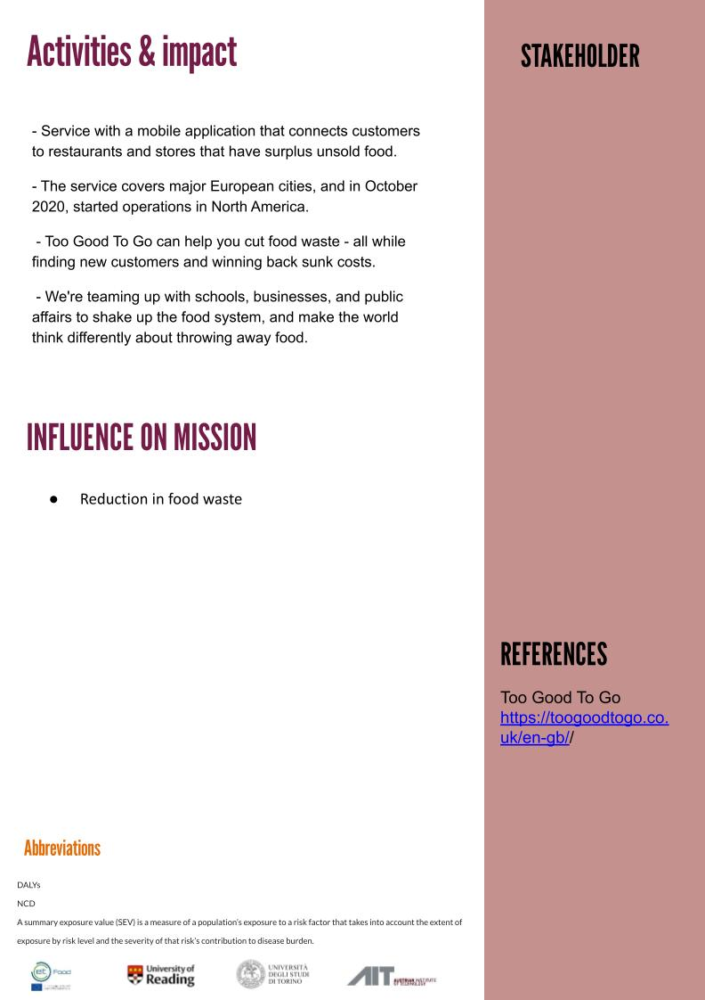 Activities & impact
- Service with a mobile application that connects customers
to restaurants and stores that have surplus unsold food.
- The service covers major European cities, and in October
2020, started operations in North America.
- Too Good To Go can help you cut food waste - all while
finding new customers and winning back sunk costs.
- We're teaming up with schools, businesses, and public
affairs to shake up the food system, and make the world
think differently about throwing away food.
INFLUENCE ON MISSION
● Reduction in food waste
STAKEHOLDER
REFERENCES
Too Good To Go
https://toogoodtogo.co.
uk/en-gb//
Abbreviations
DALYs
NCD
A summary exposure value (SEV) is a measure of a population's exposure to a risk factor that takes into account the extent of
exposure by risk level and the severity of that risk's contribution to disease burden.
eit Food
University of
Reading
UNIVERSITÀ
DEGLI STUDI
DI TORINO
AIT AUSTRIAN INSTITUTE
OF TECHNOLOGY